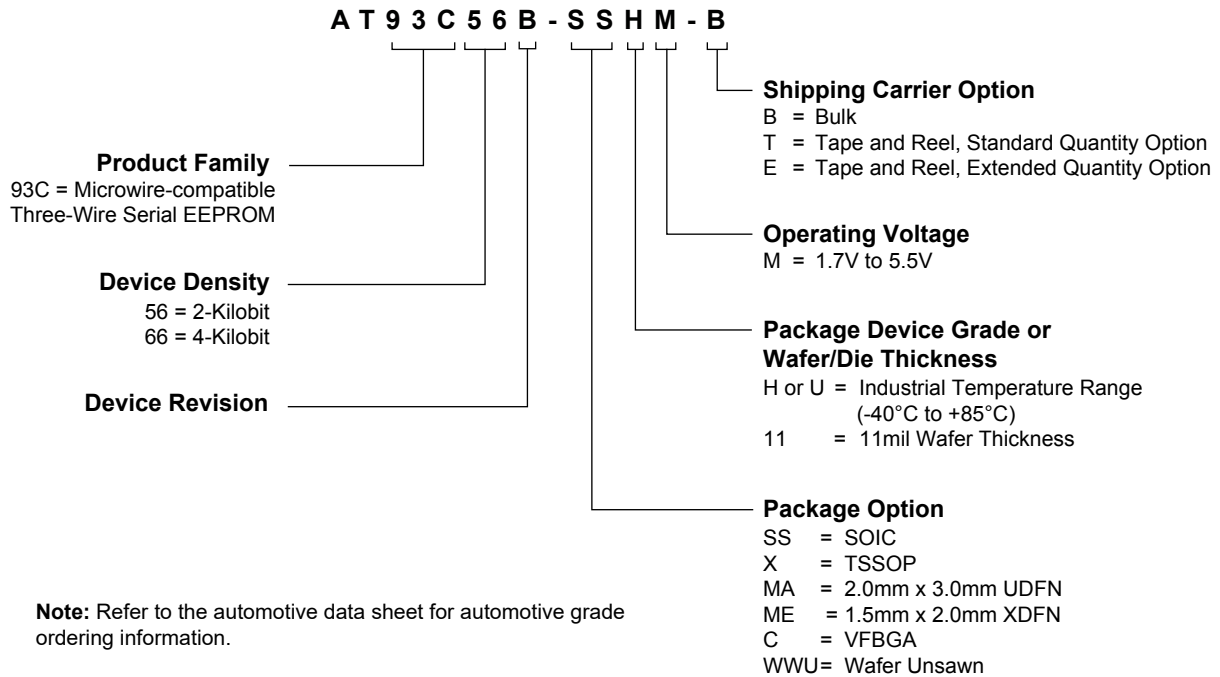 AT93C56B-SSHM-B
Product Family
93C = Microwire-compatible
Three-Wire Serial EEPROM
Device Density
56 = 2-Kilobit
66 = 4-Kilobit
Device Revision
Shipping Carrier Option
B = Bulk
T = Tape and Reel, Standard Quantity Option
E = Tape and Reel, Extended Quantity Option
Operating Voltage
M = 1.7V to 5.5V
Package Device Grade or
Wafer/Die Thickness
H or U = Industrial Temperature Range
(-40°C to +85°C)
11 = 11mil Wafer Thickness
Package Option
SS = SOIC
X = TSSOP
MA = 2.0mm x 3.0mm UDFN
ME = 1.5mm x 2.0mm XDFN
C = VFBGA
WWU= Wafer Unsawn
Note: Refer to the automotive data sheet for automotive grade
ordering information.